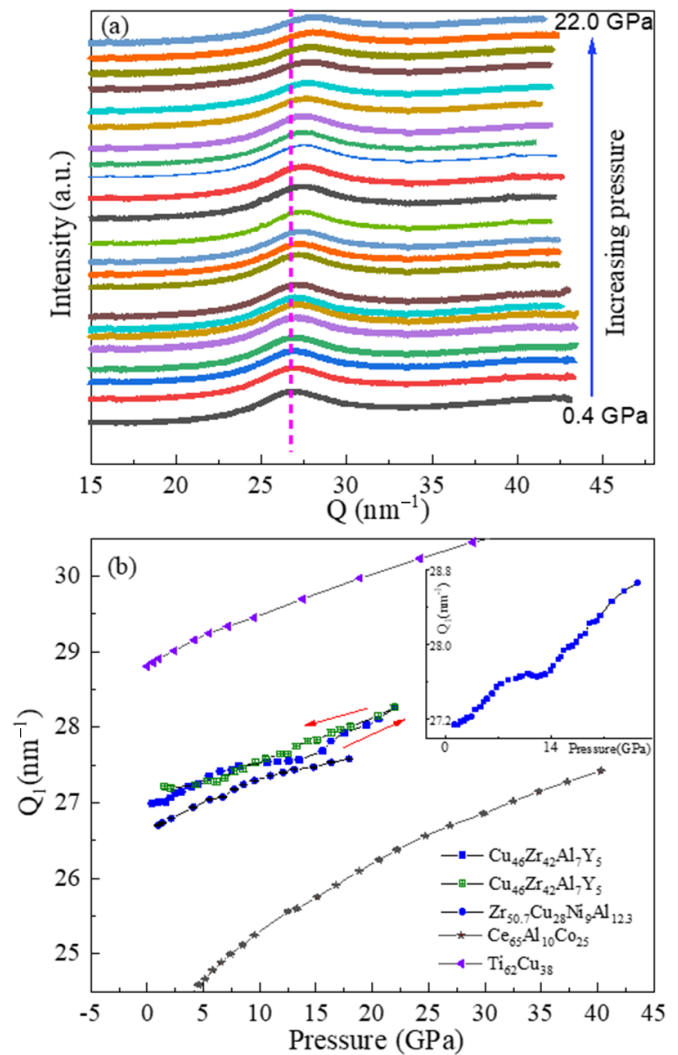 (a)
22.0 GPa
Intensity (a.u.)
Increasing pressure
0.4 GPa
15 20 25 30 35 40 45
Q (nm⁻¹)
(b)
30
29
28
27
26
25
Q₁(nm⁻¹)
28.8
28.0
27.2
Q₁(nm⁻¹)
0 14
Pressure(GPa)
Cu₄₆Zr₄₂Al₇Y₅
Cu₄₆Zr₄₂Al₇Y₅
Zr₅₀.₇Cu₂₈Ni₉Al₁₂.₃
Ce₆₅Al₁₀Co₂₅
Ti₆₂Cu₃₈
-5 0 5 10 15 20 25 30 35 40 45
Pressure (GPa)